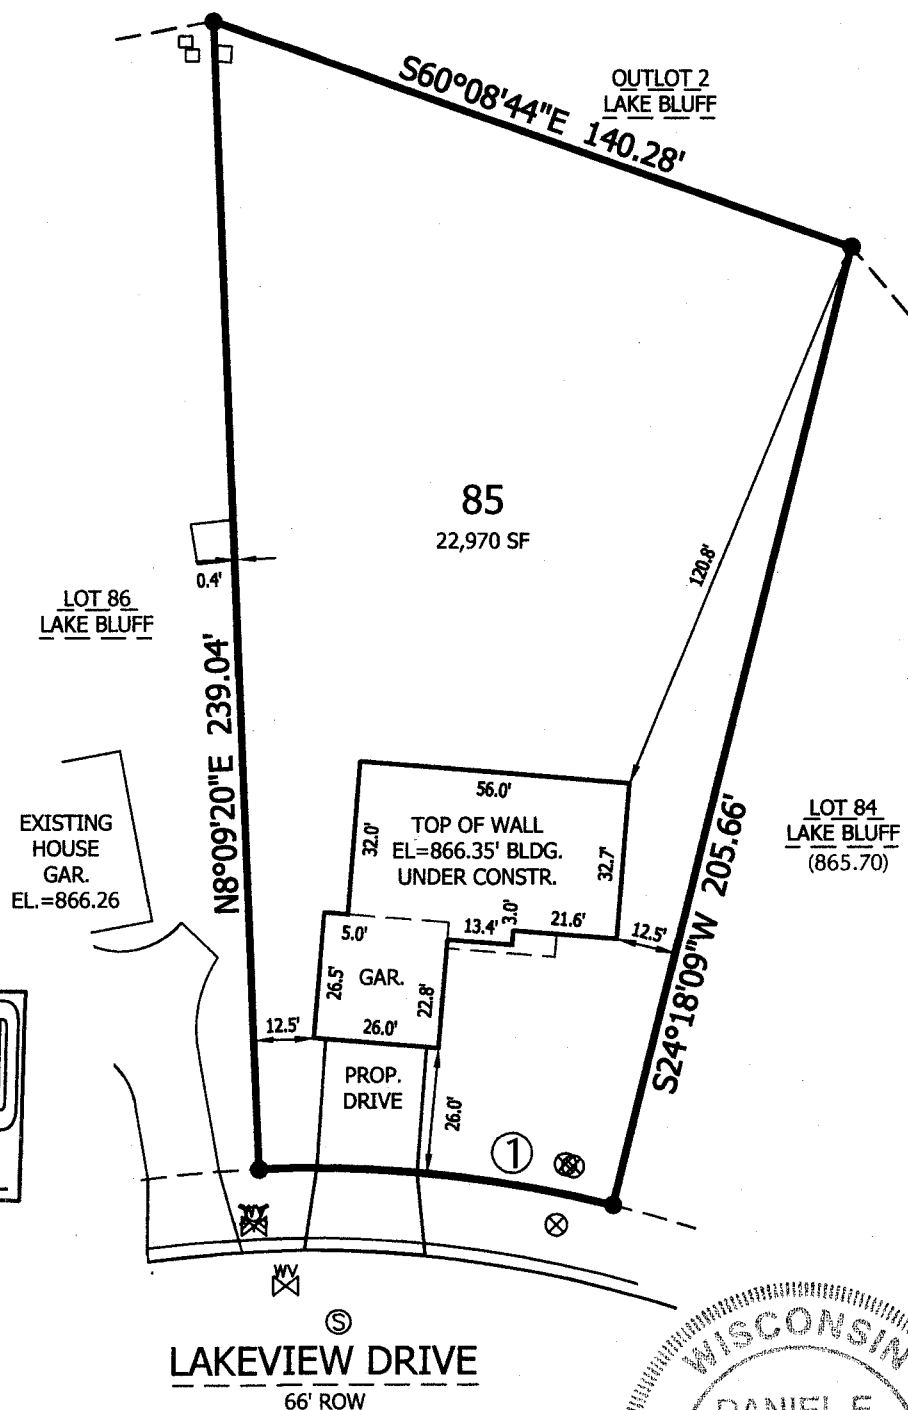 S60°08'44"E 140.28'
OUTLOT 2
LAKE BLUFF
85
22,970 SF
120.8'
0.4'
LOT 86
LAKE BLUFF
N8°09'20"E 239.04'
S24°18'09"W 205.66'
56.0'
TOP OF WALL
EL=866.35' BLDG.
UNDER CONSTR.
32.0'
32.7'
EXISTING
HOUSE
GAR.
EL.=866.26
LOT 84
LAKE BLUFF
(865.70)
5.0'
13.4'
3.0'
21.6'
12.5'
26.5'
GAR.
22.8'
12.5'
26.0'
PROP.
DRIVE
26.0'
1
WV
WV
S
LAKEVIEW DRIVE
66' ROW
WISCONSIN
DANIEL E.